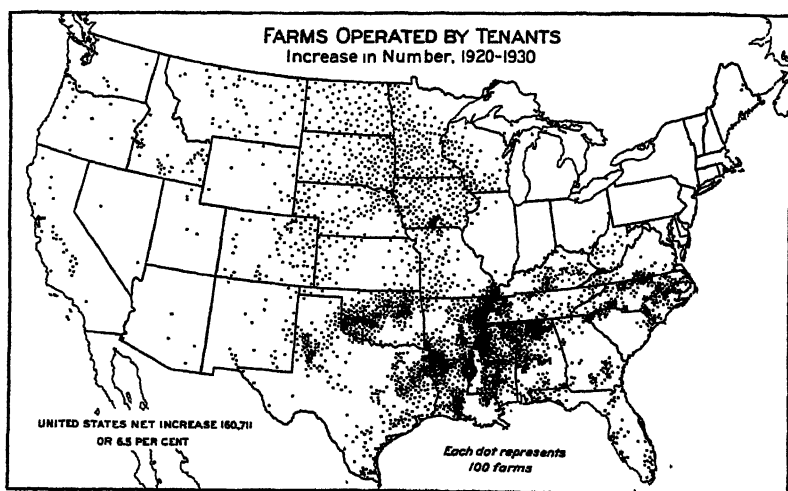 FARMS OPERATED BY TENANTS
Increase in Number, 1920-1930
UNITED STATES NET INCREASE 160,711
OR 6.5 PER CENT
Each dot represents
100 farms